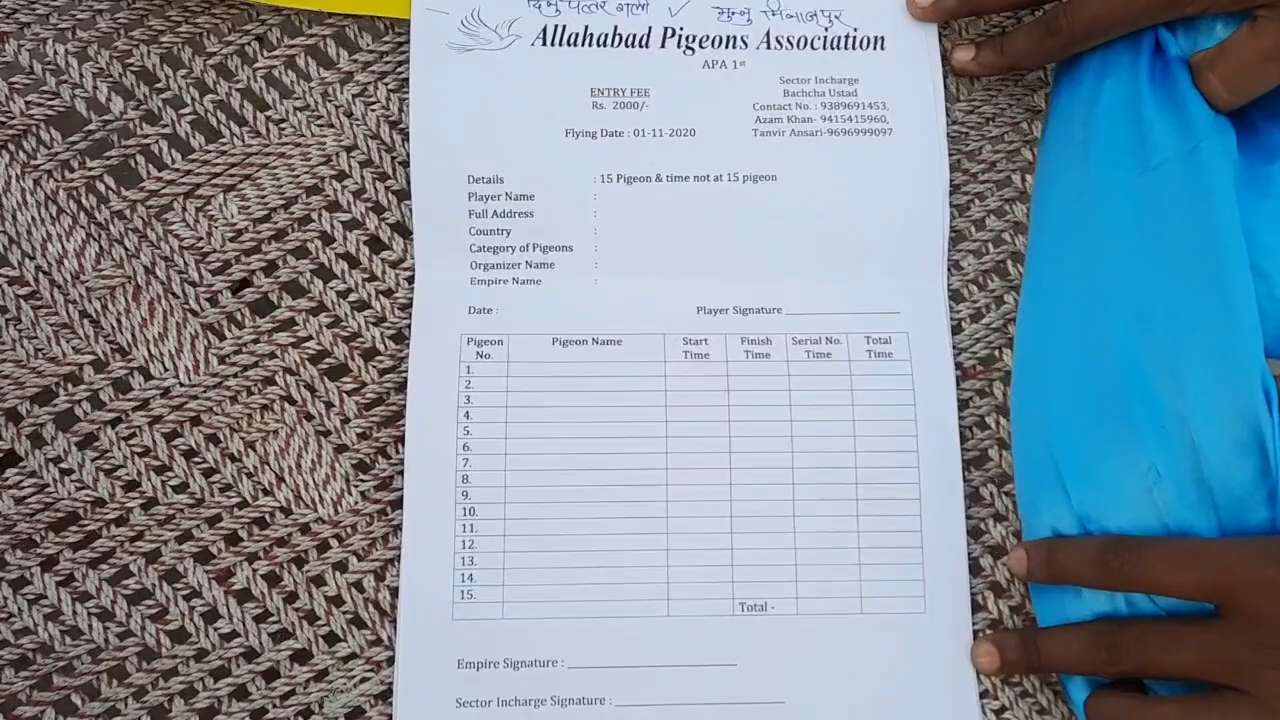 गली ✓ मुन्नु मिनाजपुर
Allahabad Pigeons Association
APA 1st
ENTRY FEE
Rs. 2000/-
Flying Date : 01-11-2020
Sector Incharge
Bachcha Ustad
Contact No. : 9389691453,
Azam Khan- 9415415960,
Tanvir Ansari-9696999097
Details : 15 Pigeon & time not at 15 pigeon
Player Name :
Full Address :
Country :
Category of Pigeons :
Organizer Name :
Empire Name :
Date : Player Signature
Pigeon No. Pigeon Name Start Time Finish Time Serial No. Time Total Time
1.
2.
3.
4.
5.
6.
7.
8.
9.
10.
11.
12.
13.
14.
15.
Total -
Empire Signature :
Sector Incharge Signature :